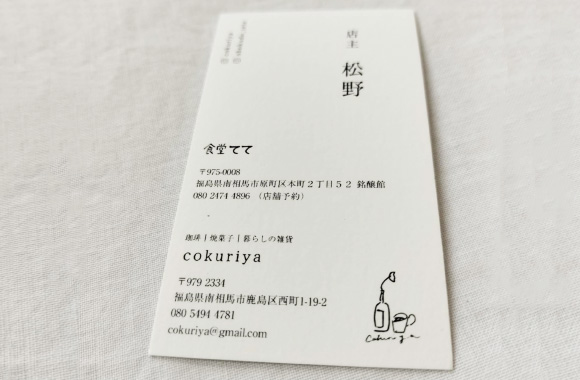 店主
松野
食堂てて
〒975-0008
福島県南相馬市原町区本町2丁目52 銘醸館
080 2474 4896 （店舗予約）
珈琲｜焼菓子｜暮らしの雑貨
cokuriya
〒979 2334
福島県南相馬市鹿島区西町1-19-2
080 5494 4781
cokuriya@gmail.com
cokuriya